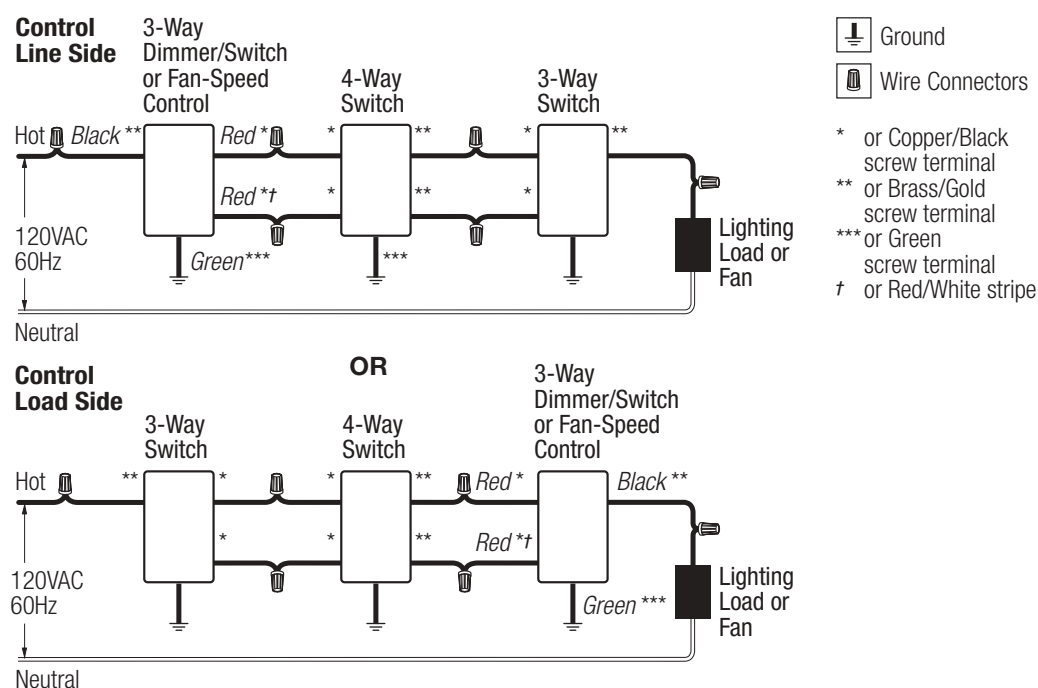 Control
Line Side
3-Way
Dimmer/Switch
or Fan-Speed
Control
4-Way
Switch
3-Way
Switch
Hot
Black **
Red *
*
**
*
**
Red *†
*
**
*
120VAC
60Hz
Green***
***
Lighting
Load or
Fan
Neutral
Ground
Wire Connectors
* or Copper/Black
screw terminal
** or Brass/Gold
screw terminal
*** or Green
screw terminal
† or Red/White stripe
OR
Control
Load Side
3-Way
Switch
4-Way
Switch
3-Way
Dimmer/Switch
or Fan-Speed
Control
Hot
**
*
*
**
Red *
Black **
*
*
**
Red *†
120VAC
60Hz
Green ***
Lighting
Load or
Fan
Neutral